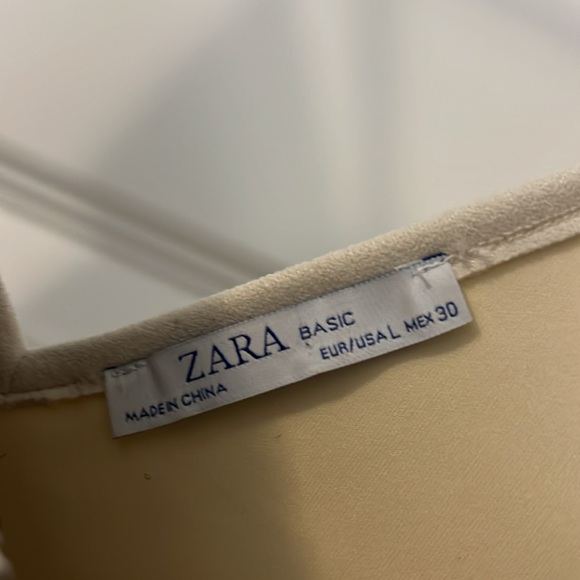 ZARA BASIC
EUR/USA L MEX 30
MADE IN CHINA